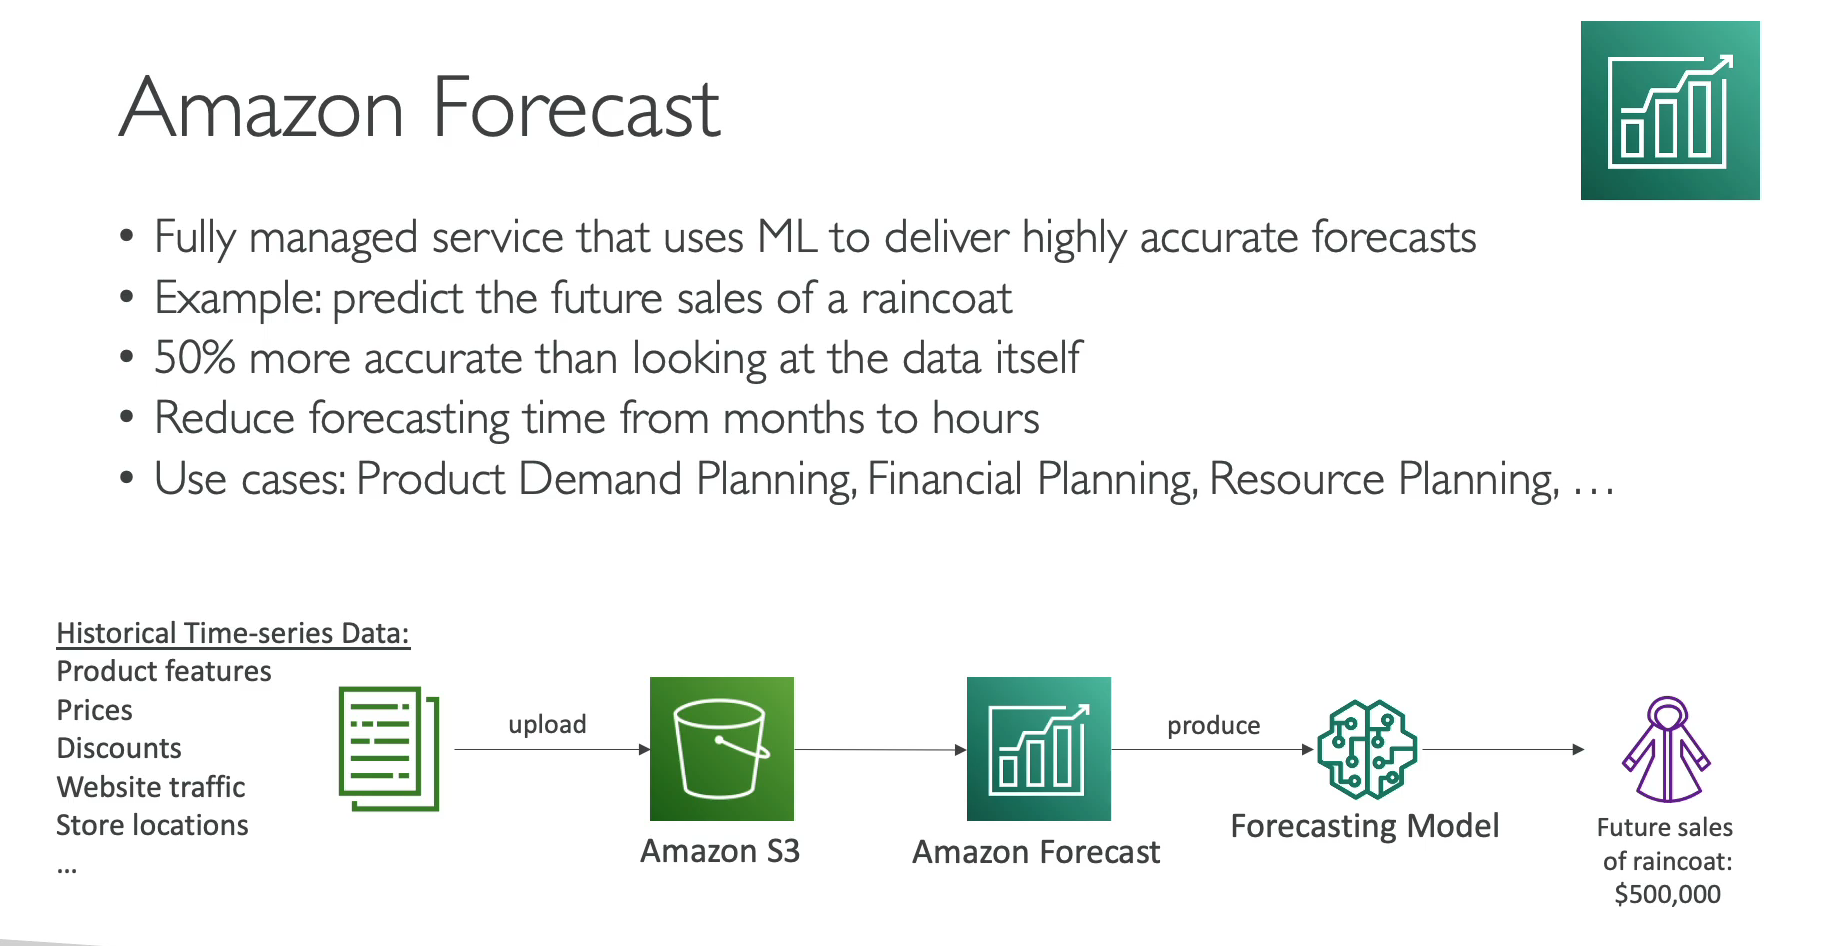 Amazon Forecast
• Fully managed service that uses ML to deliver highly accurate forecasts
• Example: predict the future sales of a raincoat
• 50% more accurate than looking at the data itself
• Reduce forecasting time from months to hours
• Use cases: Product Demand Planning, Financial Planning, Resource Planning, …
Historical Time-series Data:
Product features
Prices
Discounts
Website traffic
Store locations
...
upload
Amazon S3
Amazon Forecast
produce
Forecasting Model
Future sales
of raincoat:
$500,000